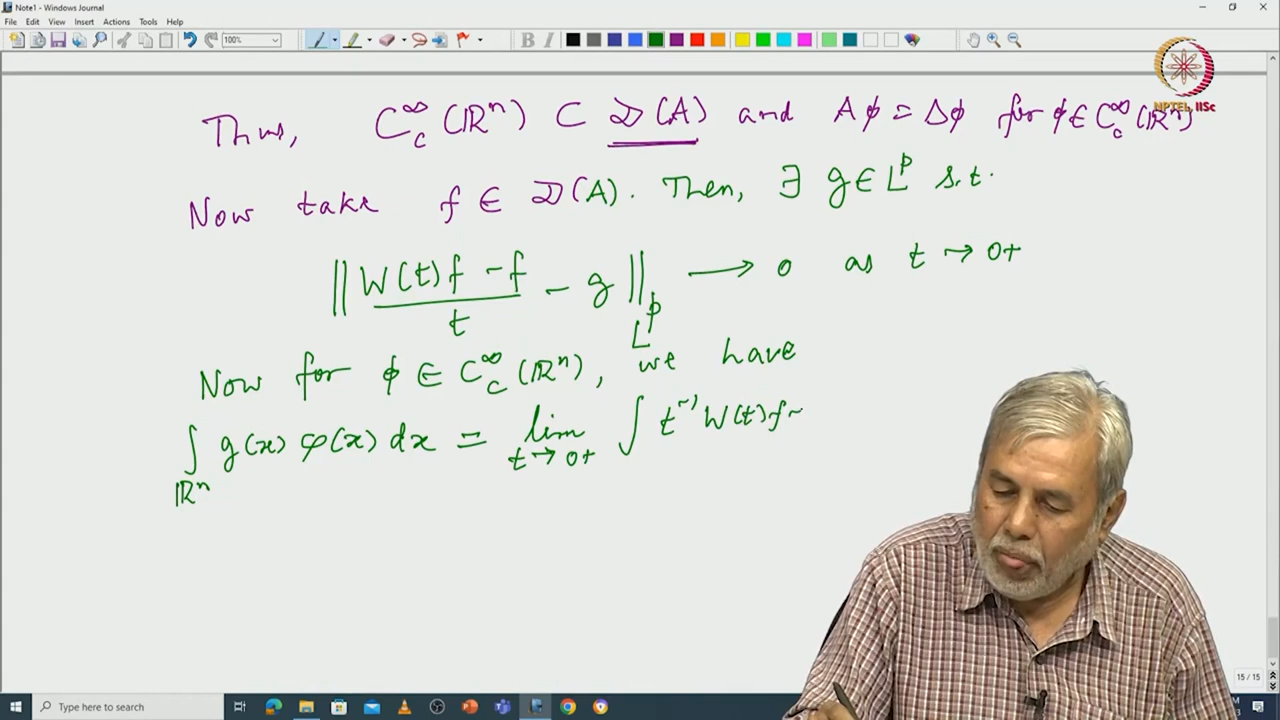 Note1 - Windows Journal
File Edit View Insert Actions Tools Help
100%
B I
NPTEL, IISc
Thus, C_c^∞(ℝⁿ) ⊂ 𝒟(A) and Aϕ = Δϕ for ϕ ∈ C_c^∞(ℝⁿ)
Now take f ∈ 𝒟(A). Then, ∃ g ∈ L^p s.t.
‖ (W(t)f - f)/t - g ‖_{L^p} → 0 as t → 0+
Now for ϕ ∈ C_c^∞(ℝⁿ), we have
∫_{ℝⁿ} g(x) φ(x) dx = lim_{t→0+} ∫ t^{-1} W(t)f -
15 / 15
Type here to search